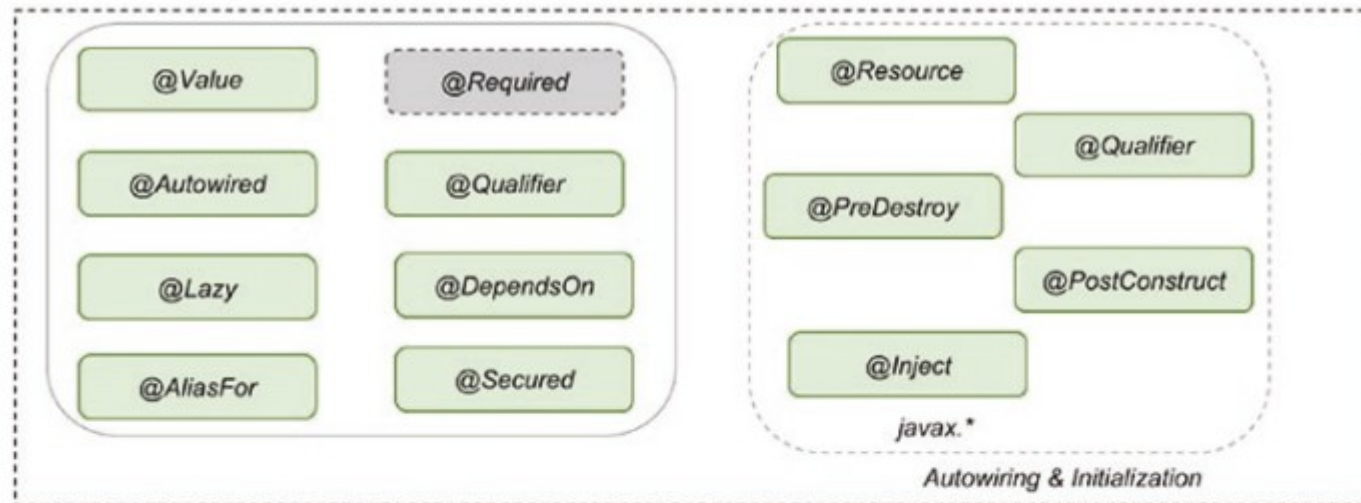 @Value
@Required
@Autowired
@Qualifier
@Lazy
@DependsOn
@AliasFor
@Secured
@Resource
@Qualifier
@PreDestroy
@PostConstruct
@Inject
javax.*
Autowiring & Initialization